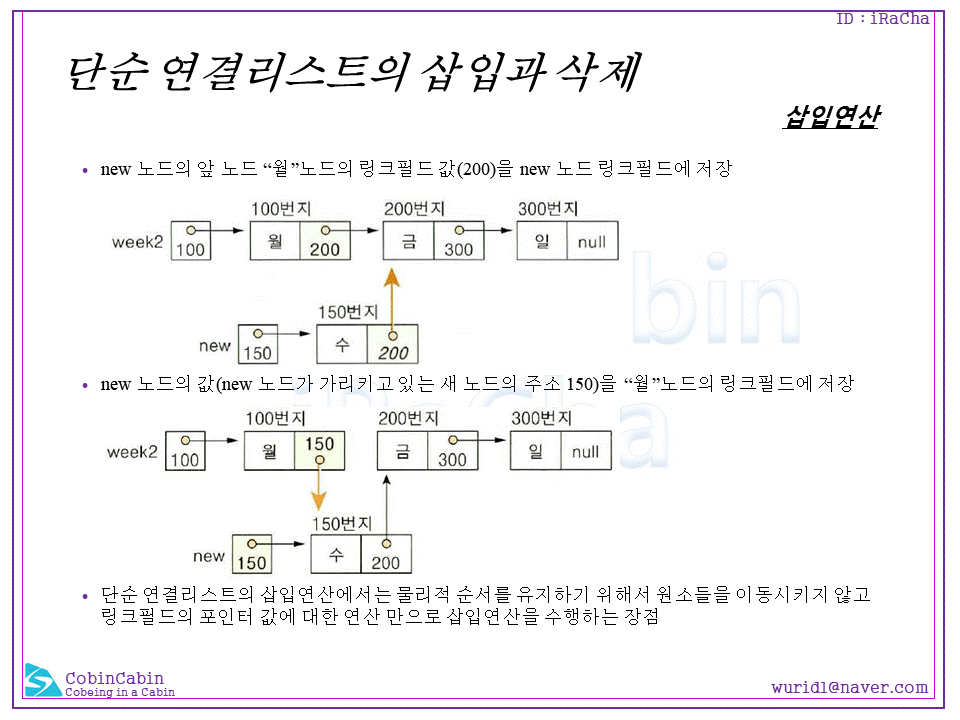 ID : iRaCha
단순 연결리스트의 삽입과 삭제
삽입연산
• new 노드의 앞 노드 “월”노드의 링크필드 값(200)을 new 노드 링크필드에 저장
100번지 200번지 300번지
week2 100 월 200 금 300 일 null
bin
150번지
new 150 수 200
• new 노드의 값(new 노드가 가리키고 있는 새 노드의 주소 150)을 “월”노드의 링크필드에 저장
iRaCha
100번지 200번지 300번지
week2 100 월 150 금 300 일 null
150번지
new 150 수 200
• 단순 연결리스트의 삽입연산에서는 물리적 순서를 유지하기 위해서 원소들을 이동시키지 않고
링크필드의 포인터 값에 대한 연산 만으로 삽입연산을 수행하는 장점
CobinCabin
Cobeing in a Cabin
wurid1@naver.com